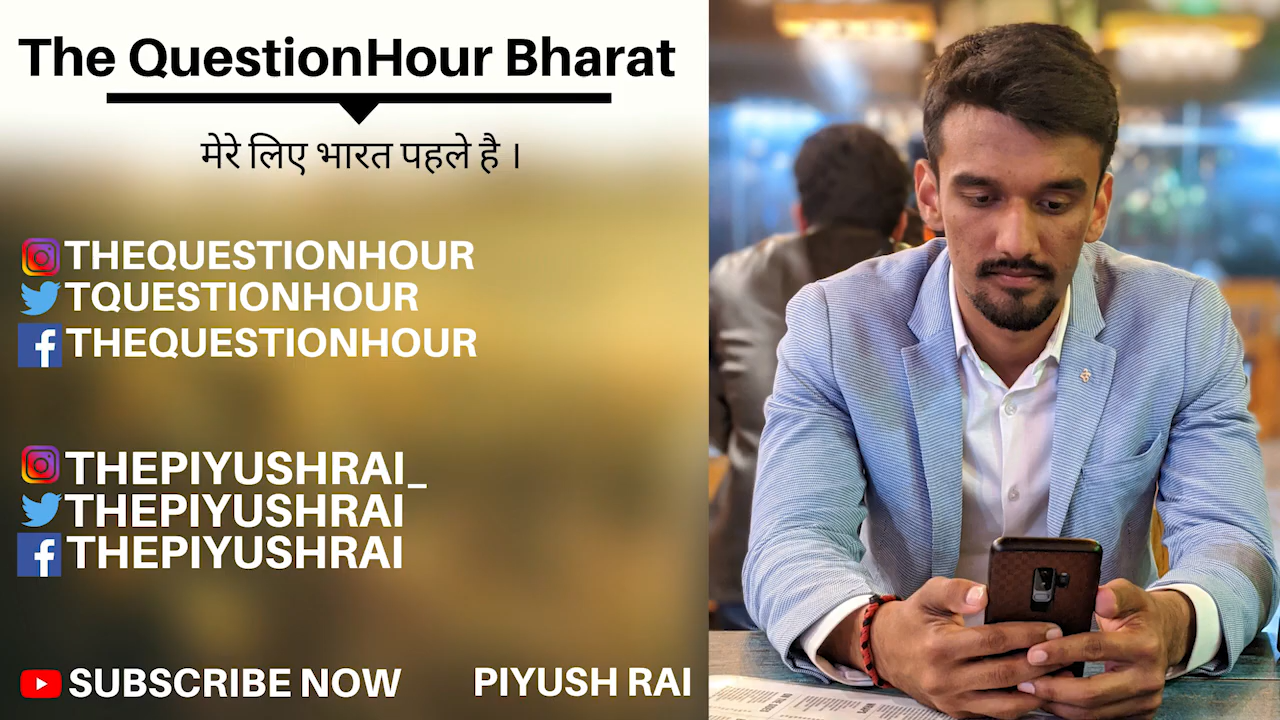 The QuestionHour Bharat
मेरे लिए भारत पहले है ।
THEQUESTIONHOUR
TQUESTIONHOUR
THEQUESTIONHOUR
THEPIYUSHRAI_
THEPIYUSHRAI
THEPIYUSHRAI
SUBSCRIBE NOW
PIYUSH RAI